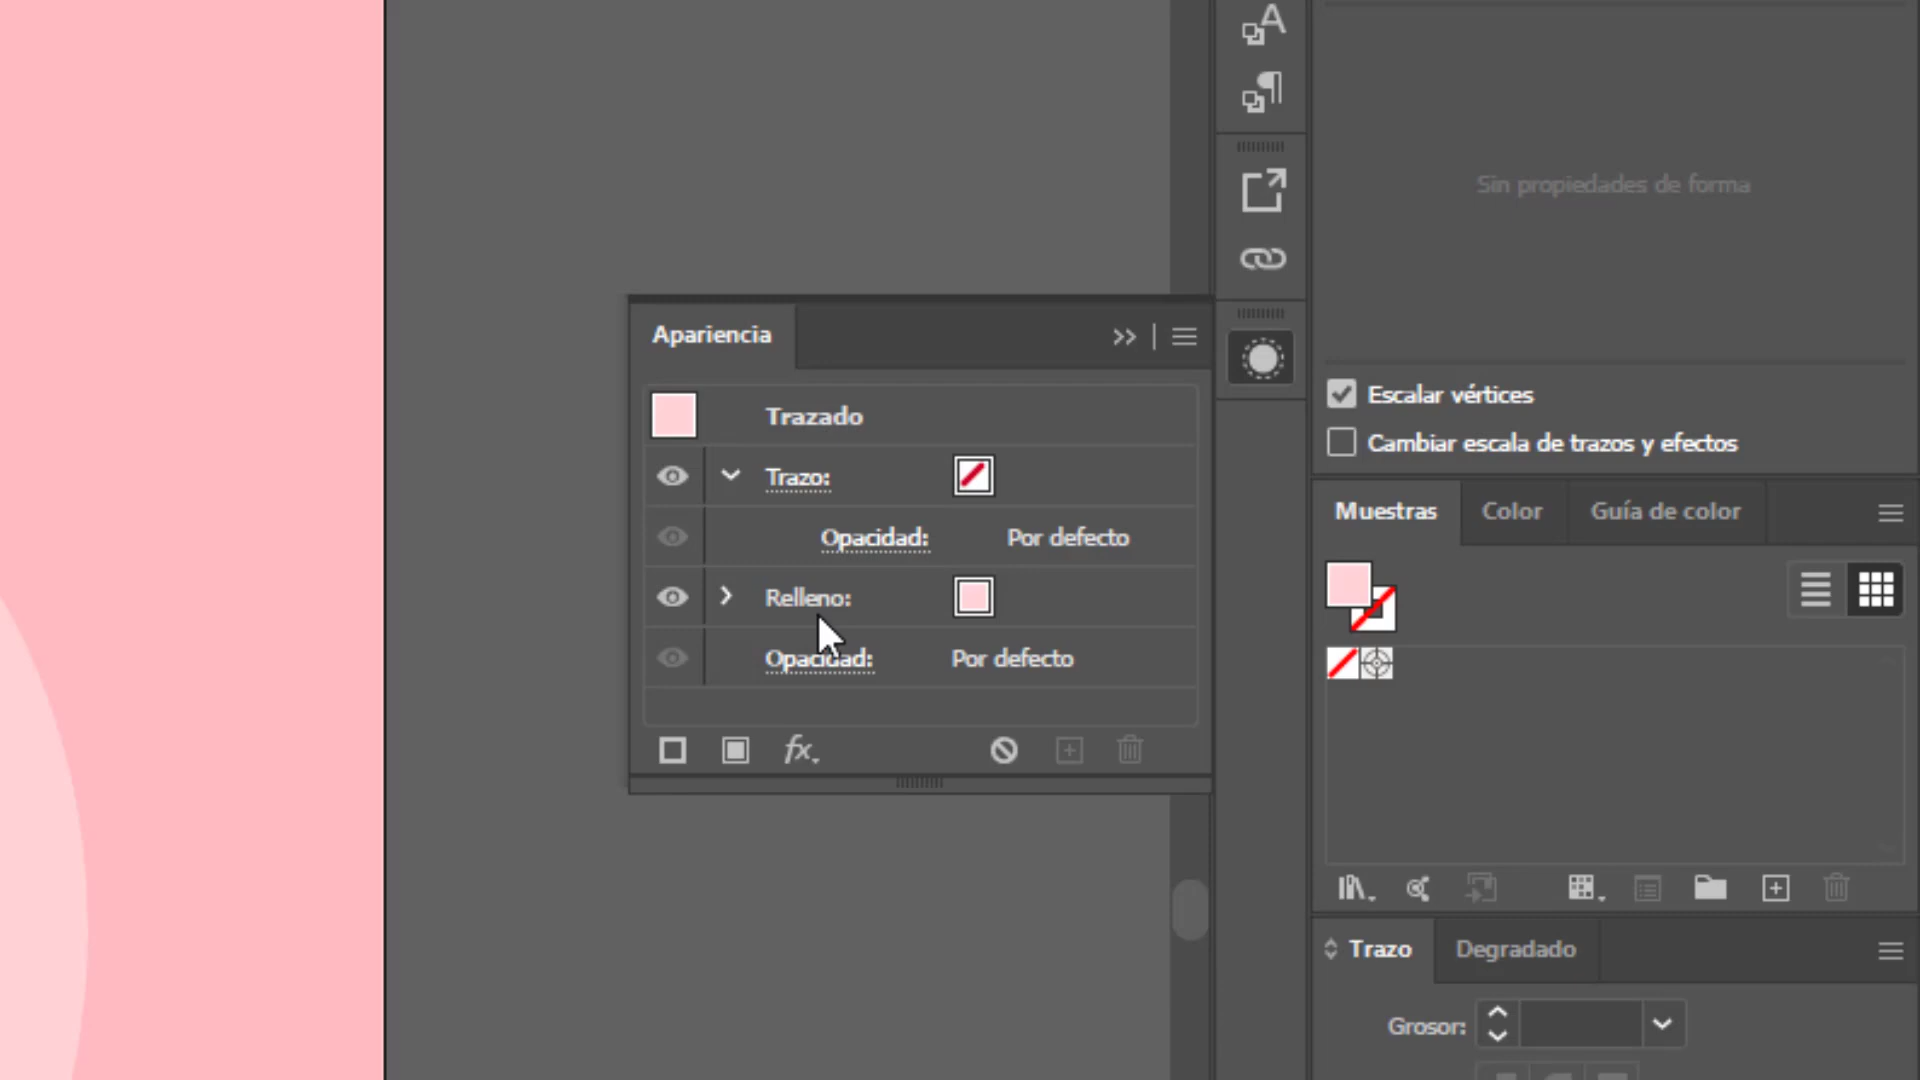 Sin propiedades de forma
Apariencia
Trazado
Trazo:
Opacidad: Por defecto
Relleno:
Opacidad: Por defecto
fx
Escalar vértices
Cambiar escala de trazos y efectos
Muestras Color Guía de color
Trazo Degradado
Grosor: